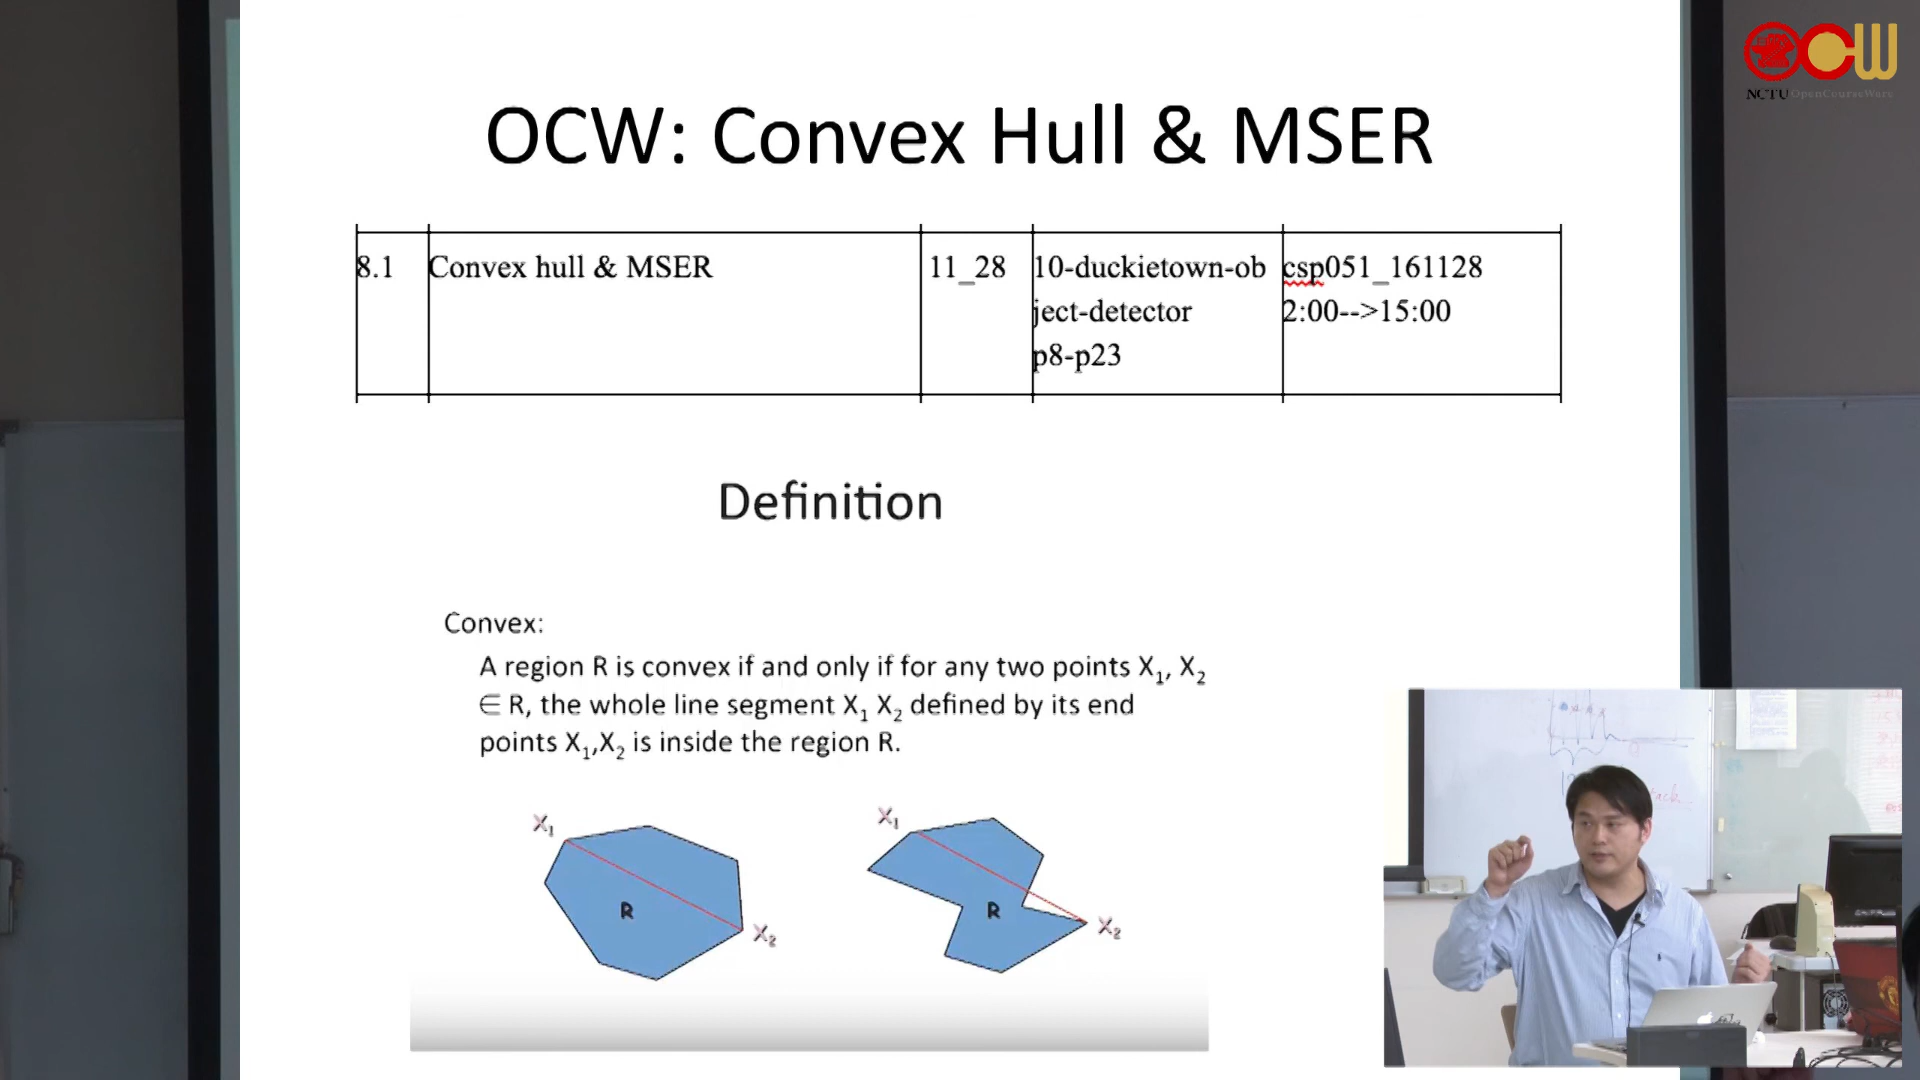 OCW
NCTU OpenCourseWare
OCW: Convex Hull & MSER
8.1
Convex hull & MSER
11_28
10-duckietown-ob
ject-detector
p8-p23
csp051_161128
2:00-->15:00
Definition
Convex:
A region R is convex if and only if for any two points X₁, X₂
∈ R, the whole line segment X₁ X₂ defined by its end
points X₁,X₂ is inside the region R.
X₁
R
X₂
X₁
R
X₂